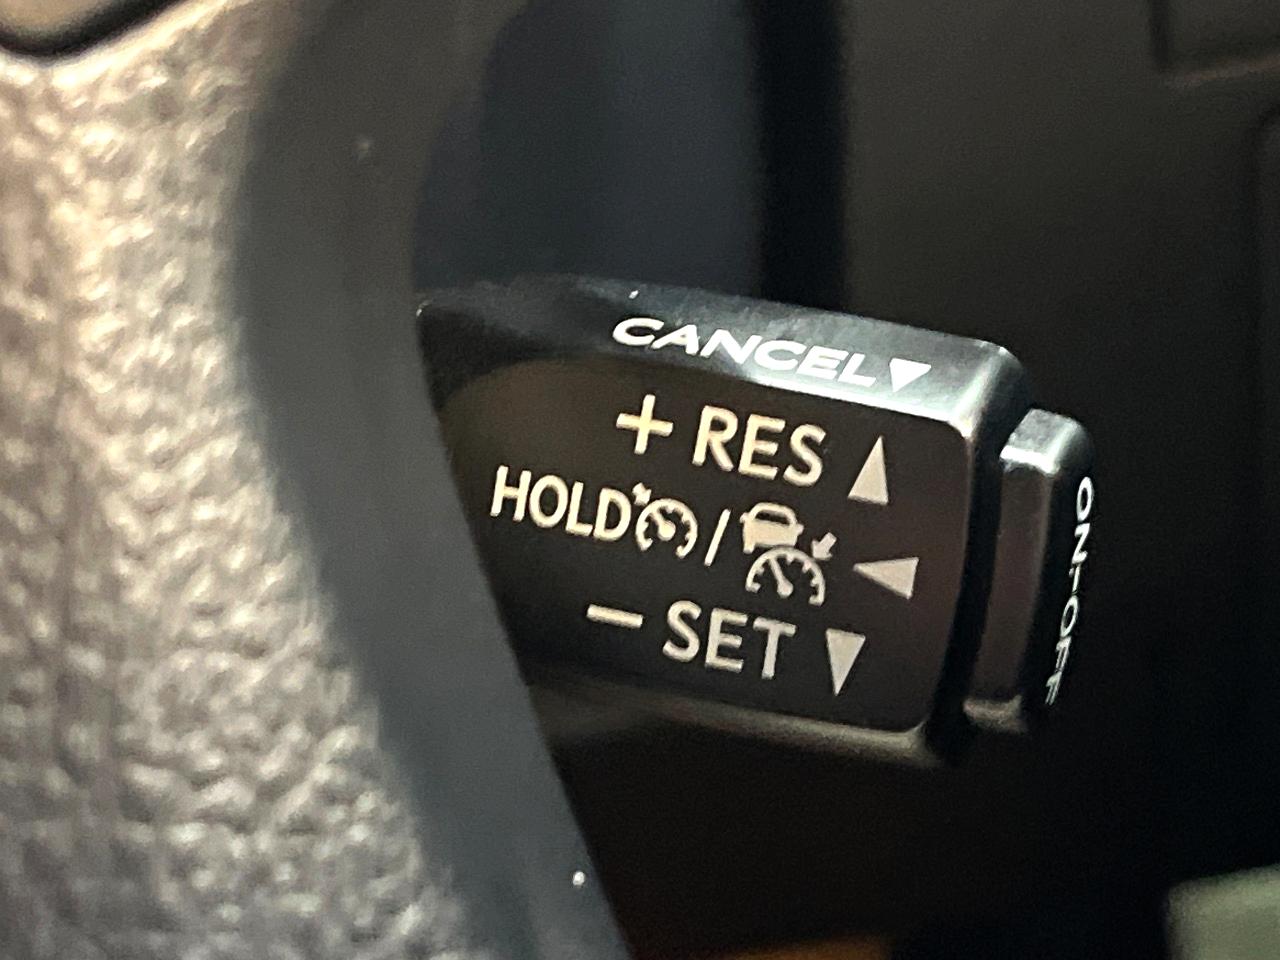 CANCEL▼
+ RES ▲
HOLD / ◀
− SET ▼
ON-OFF